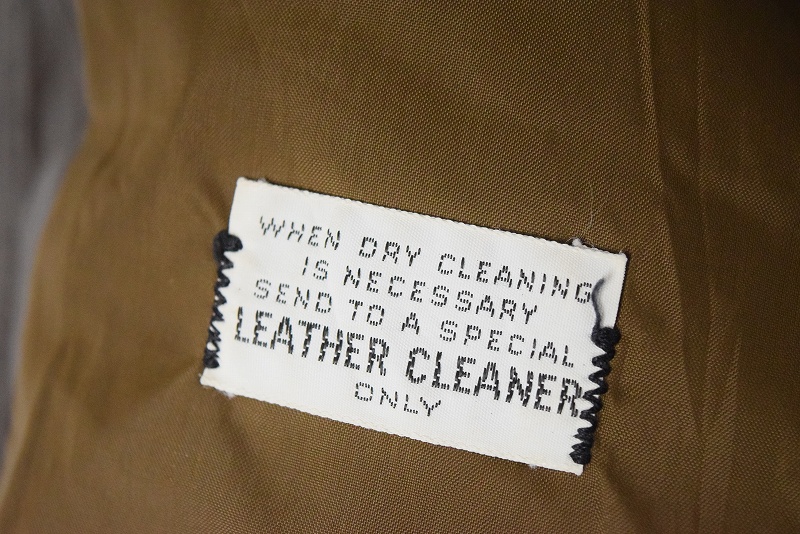 WHEN DRY CLEANING
IS NECESSARY
SEND TO A SPECIAL
LEATHER CLEANER
ONLY